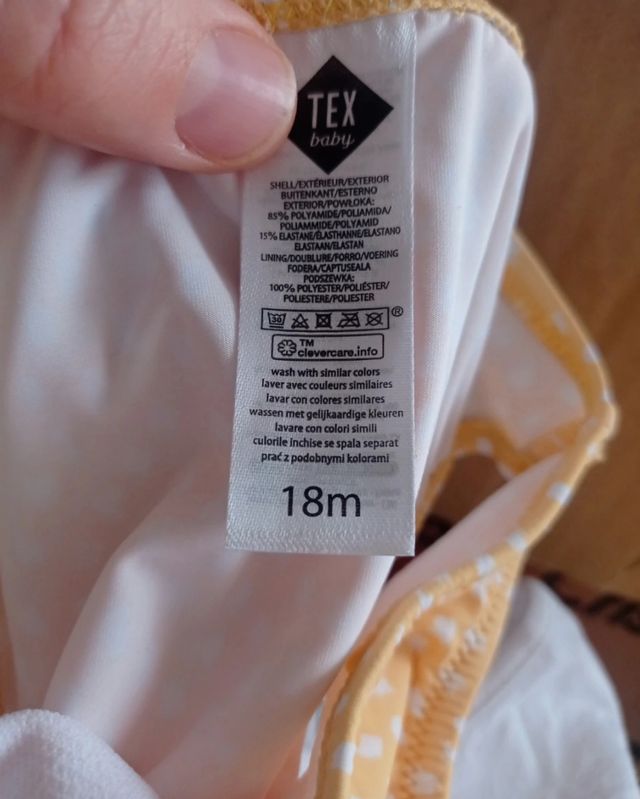 TEX
baby
SHELL/EXTÉRIEUR/EXTERIOR
BUITENKANT/ESTERNO
EXTERIOR/POWŁOKA:
85% POLYAMIDE/POLIAMIDA/
POLIAMMIDE/POLYAMID
15% ELASTANE/ÉLASTHANNE/ELASTANO
ELASTAAN/ELASTAN
LINING/DOUBLURE/FORRO/VOERING
FODERA/CAPTUSEALA
PODSZEWKA:
100% POLYESTER/POLIÉSTER/
POLIESTERE/POLIESTER
30 ®
TM
clevercare.info
wash with similar colors
laver avec couleurs similaires
lavar con colores similares
wassen met gelijkaardige kleuren
lavare con colori simili
culorile inchise se spala separat
prać z podobnymi kolorami
18m